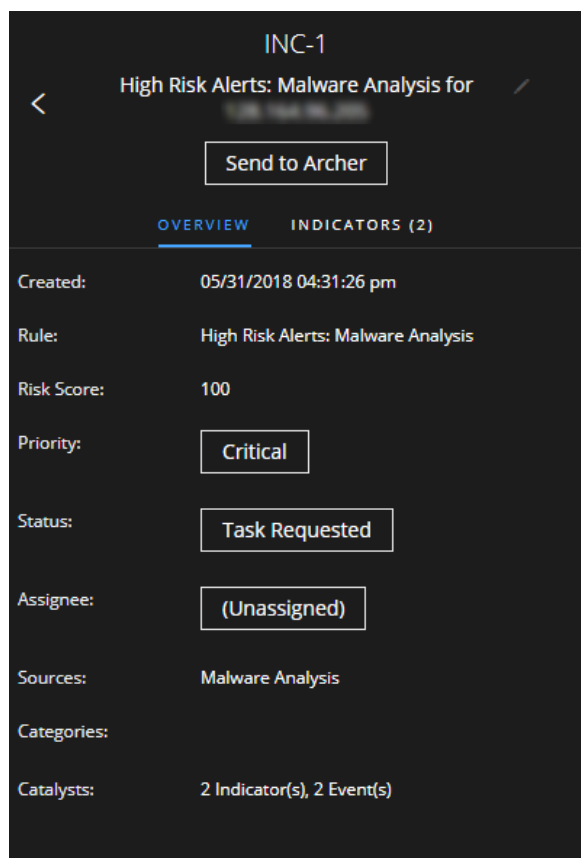 INC-1
High Risk Alerts: Malware Analysis for
Send to Archer
OVERVIEW INDICATORS (2)
Created: 05/31/2018 04:31:26 pm
Rule: High Risk Alerts: Malware Analysis
Risk Score: 100
Priority: Critical
Status: Task Requested
Assignee: (Unassigned)
Sources: Malware Analysis
Categories:
Catalysts: 2 Indicator(s), 2 Event(s)